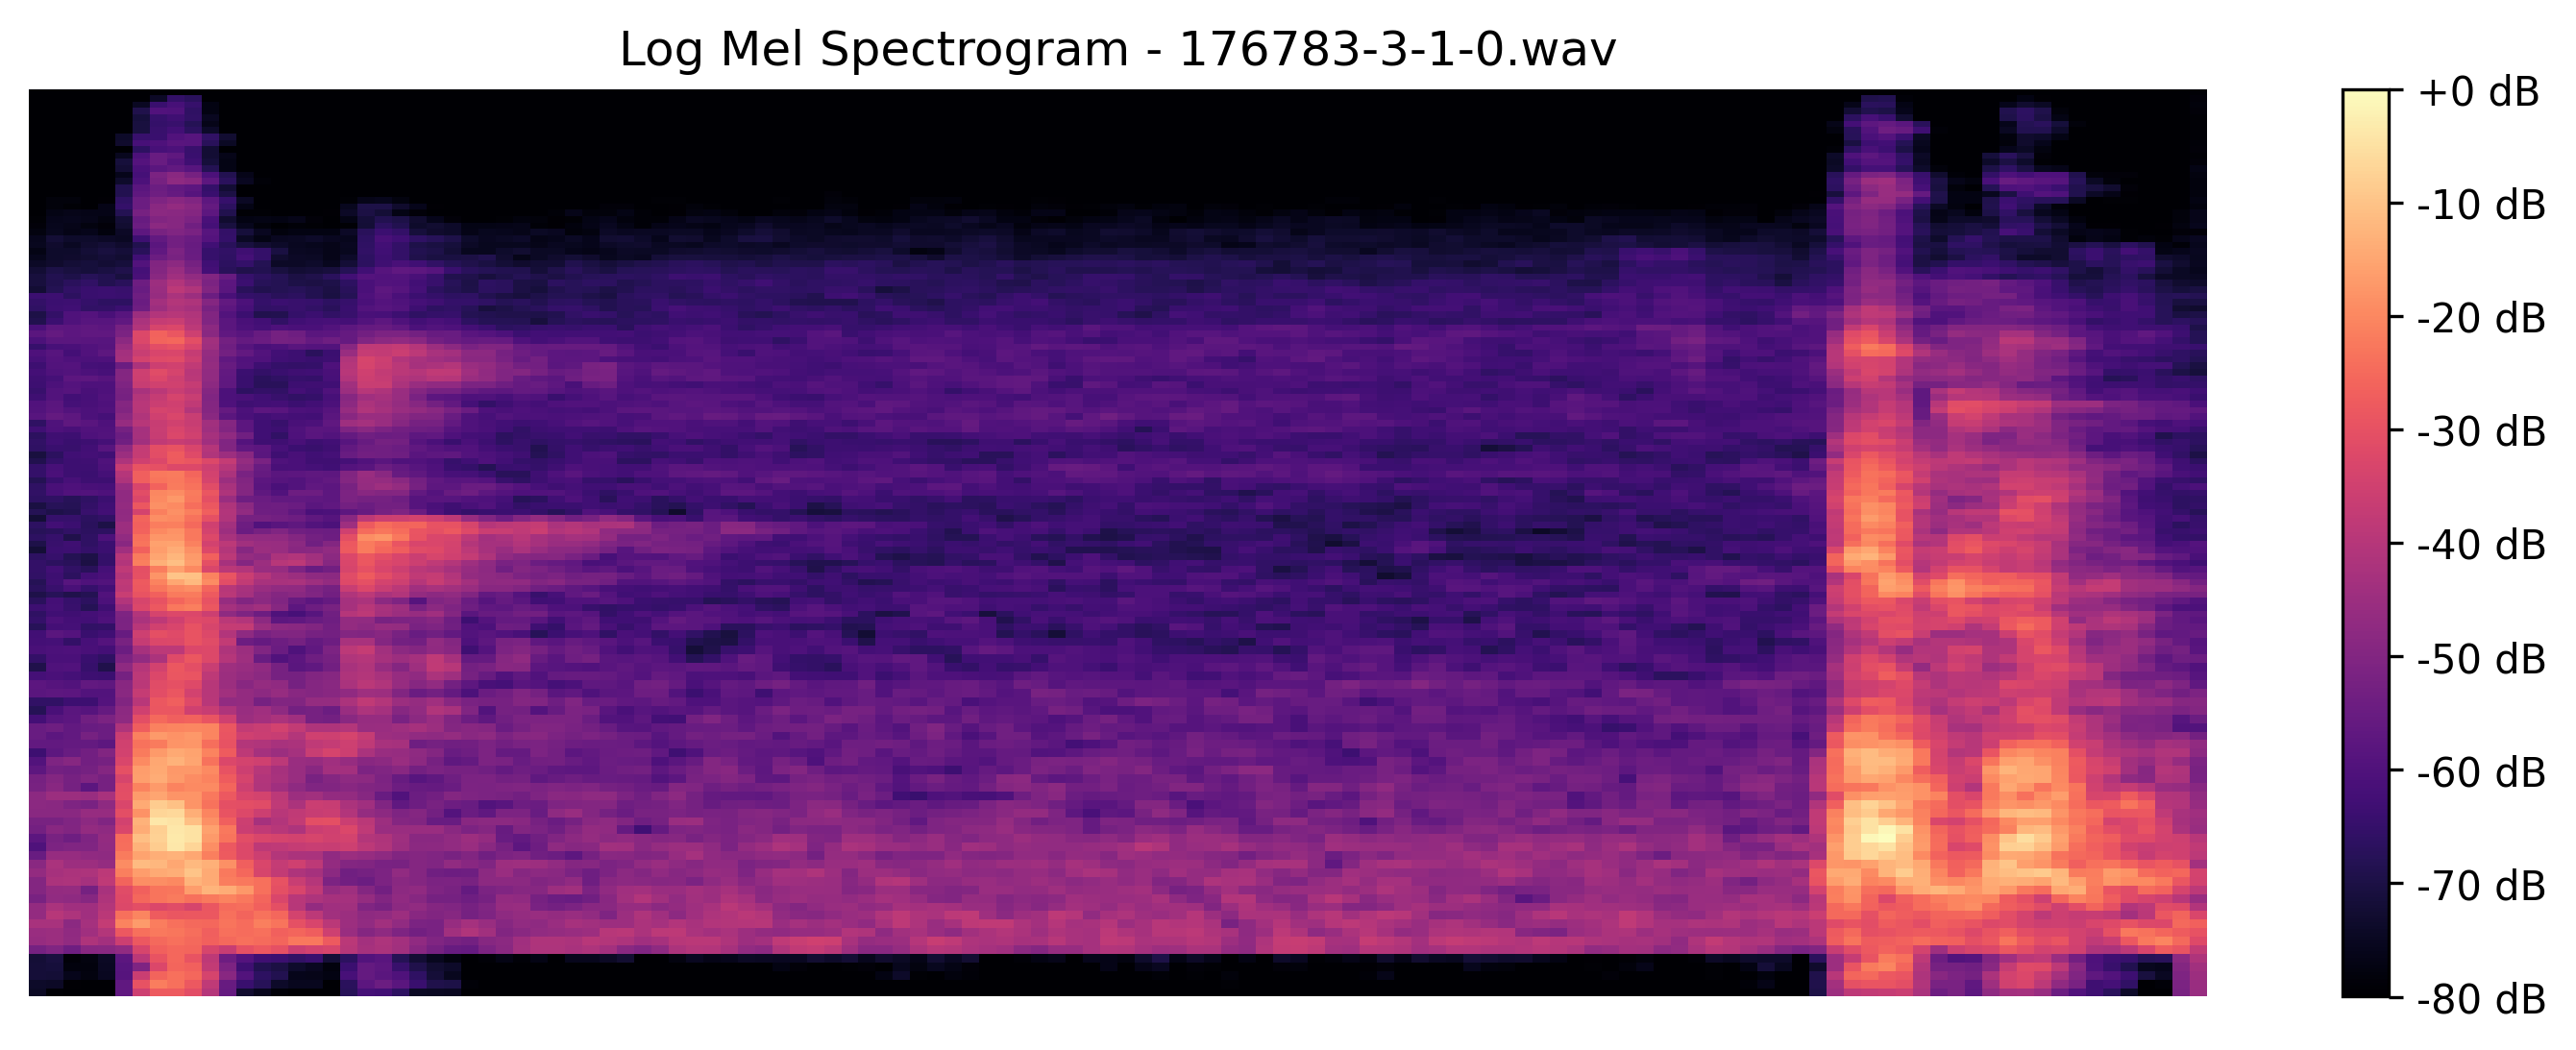 Log Mel Spectrogram - 176783-3-1-0.wav
+0 dB
-10 dB
-20 dB
-30 dB
-40 dB
-50 dB
-60 dB
-70 dB
-80 dB